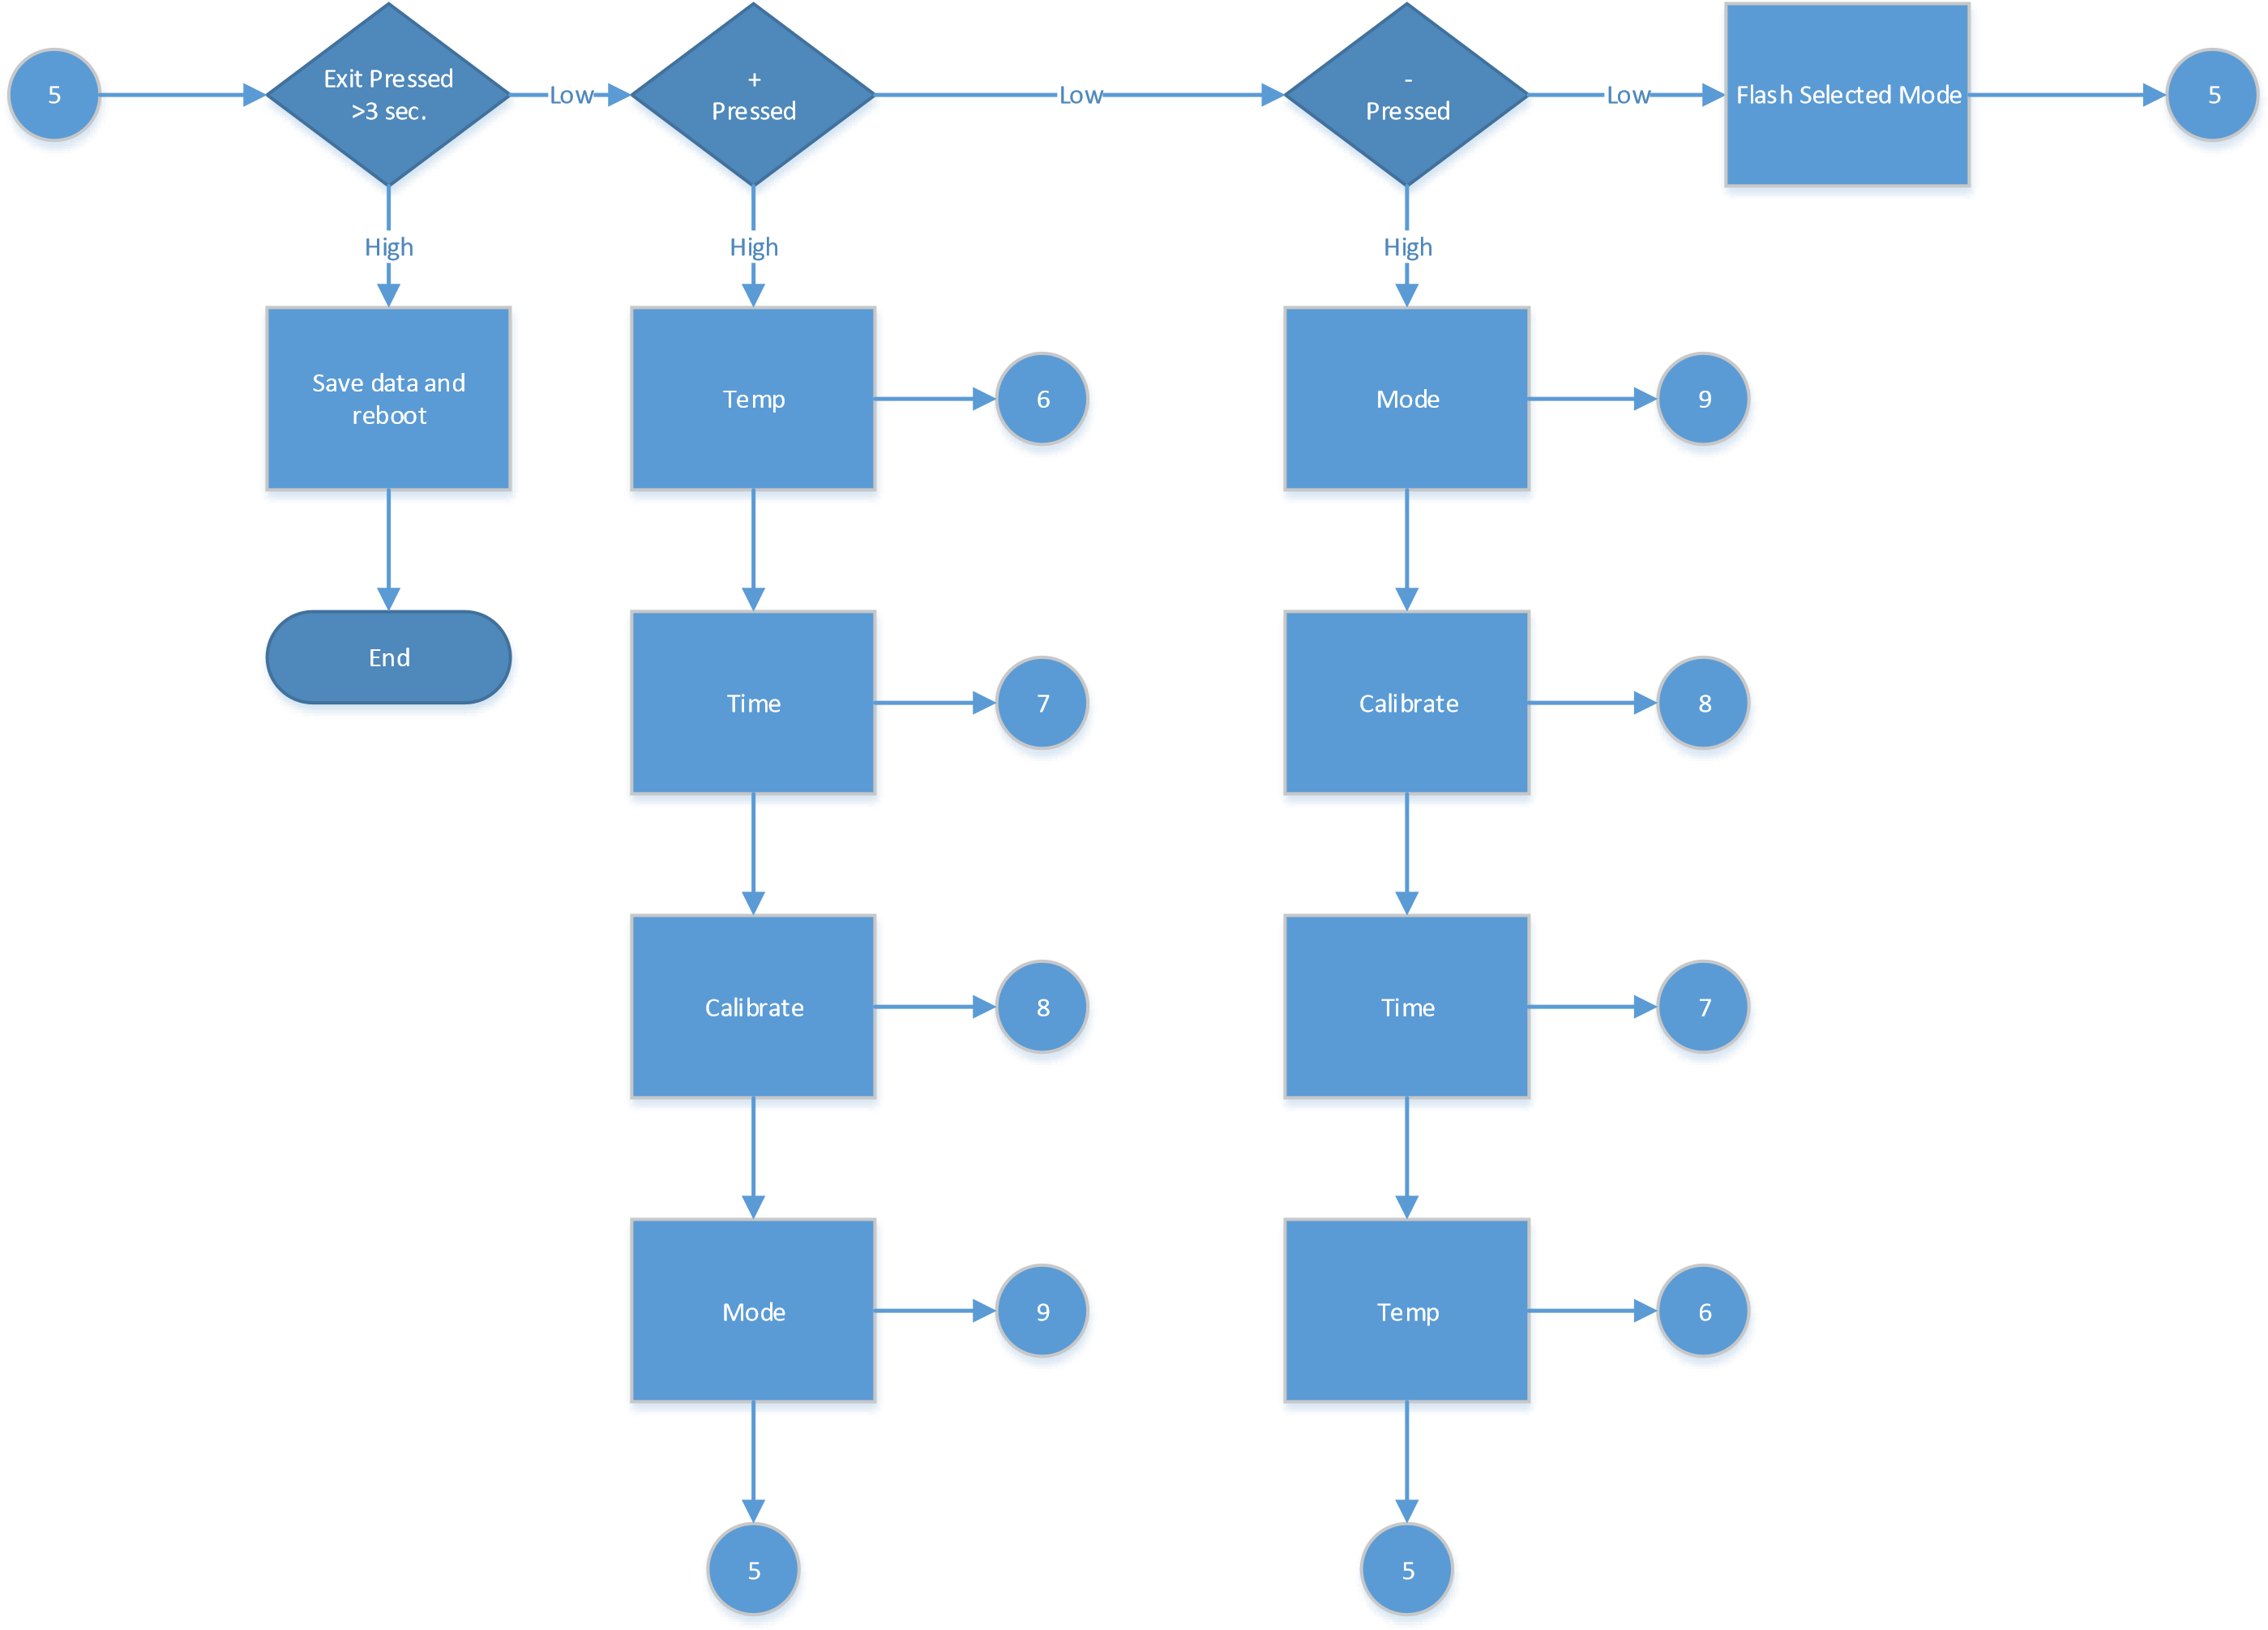 5
Exit Pressed
>3 sec.
Low
+
Pressed
Low
-
Pressed
Low
Flash Selected Mode
5
High
High
High
Save data and
reboot
Temp
6
Mode
9
End
Time
7
Calibrate
8
Calibrate
8
Time
7
Mode
9
Temp
6
5
5